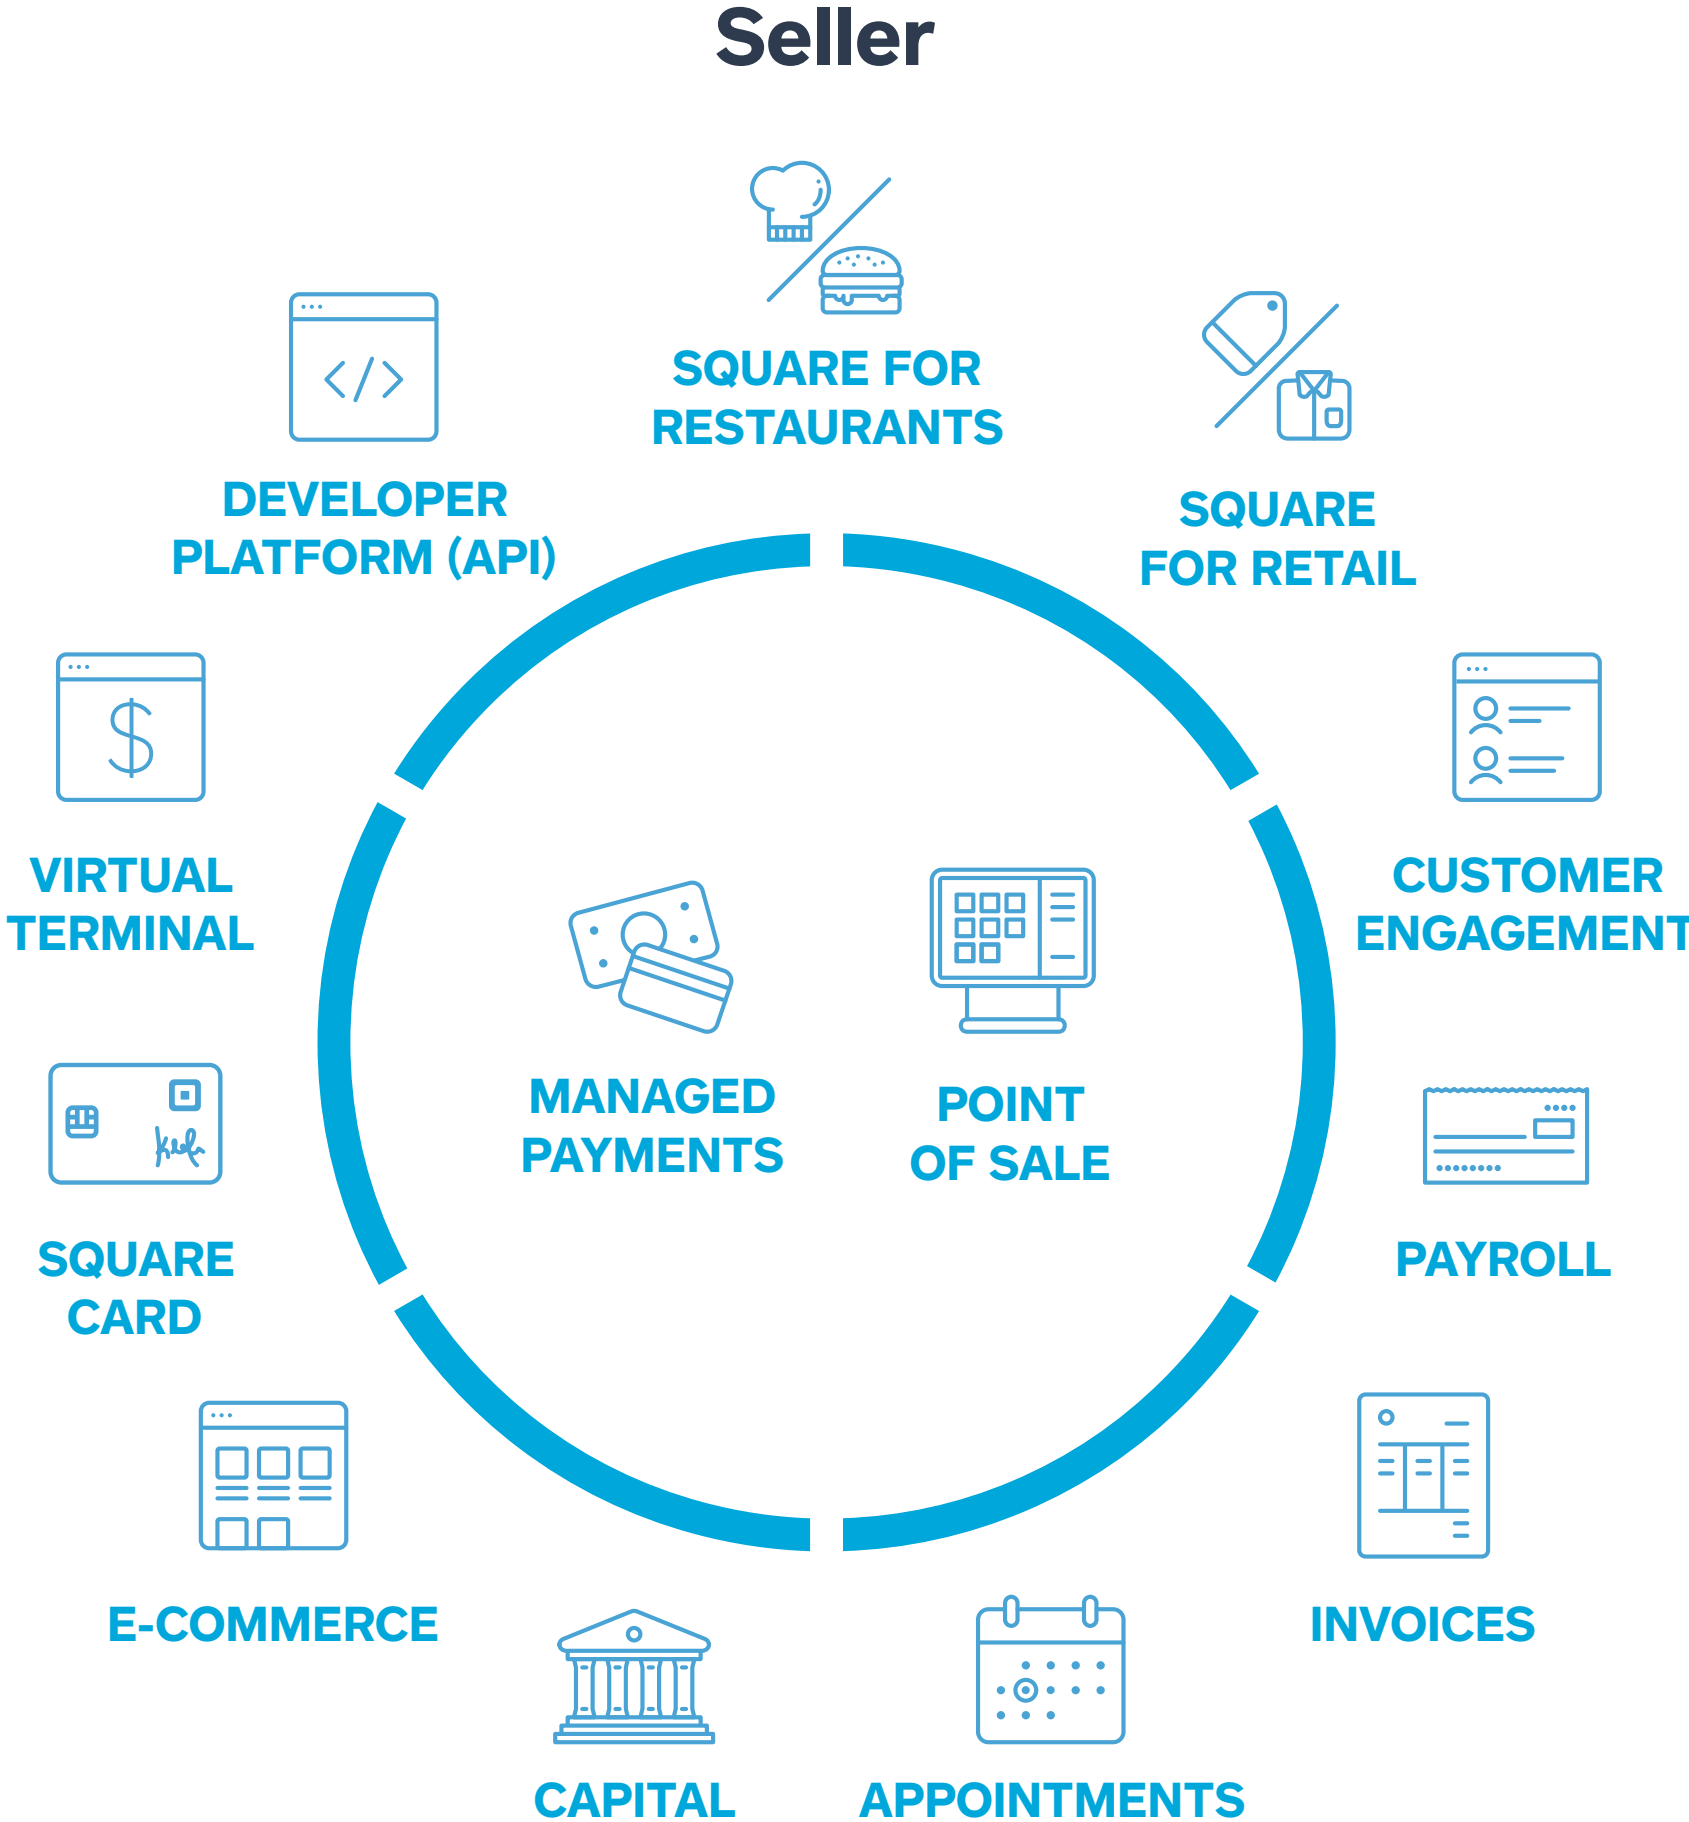 Seller
SQUARE FOR
RESTAURANTS
DEVELOPER
PLATFORM (API)
SQUARE
FOR RETAIL
VIRTUAL
TERMINAL
CUSTOMER
ENGAGEMENT
MANAGED
PAYMENTS
POINT
OF SALE
SQUARE
CARD
PAYROLL
E-COMMERCE
INVOICES
CAPITAL
APPOINTMENTS